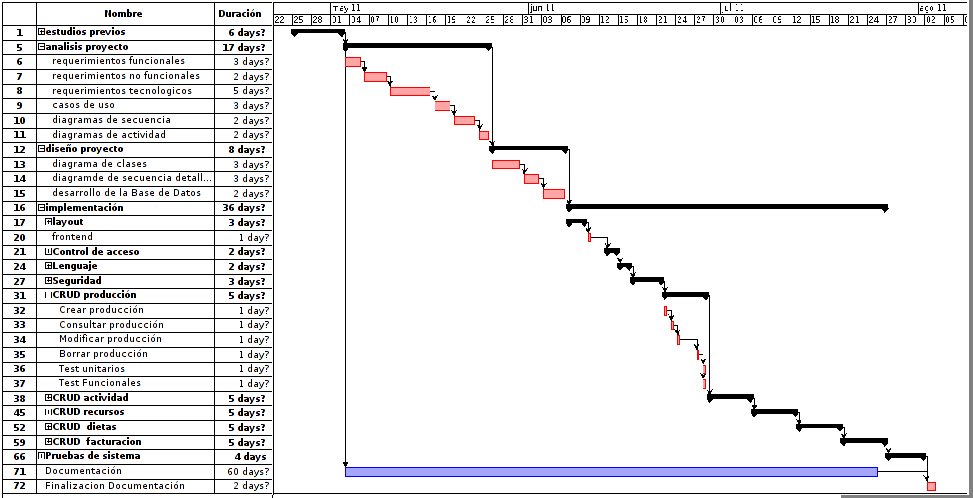 Nombre Duración
may 11 jun 11 jul 11 ago 11
22 25 28 01 04 07 10 13 16 19 22 25 28 31 03 06 09 12 15 18 21 24 27 30 03 06 09 12 15 18 21 24 27 30 02 05 08
1 estudios previos 6 days?
5 analisis proyecto 17 days?
6 requerimientos funcionales 3 days?
7 requerimientos no funcionales 2 days?
8 requerimientos tecnologicos 5 days?
9 casos de uso 3 days?
10 diagramas de secuencia 2 days?
11 diagramas de actividad 2 days?
12 diseño proyecto 8 days?
13 diagrama de clases 3 days?
14 diagramde de secuencia detall... 3 days?
15 desarrollo de la Base de Datos 2 days?
16 implementación 36 days?
17 layout 3 days?
20 frontend 1 day?
21 Control de acceso 2 days?
24 Lenguaje 2 days?
27 Seguridad 3 days?
31 CRUD producción 5 days?
32 Crear producción 1 day?
33 Consultar producción 1 day?
34 Modificar producción 1 day?
35 Borrar producción 1 day?
36 Test unitarios 1 day?
37 Test Funcionales 1 day?
38 CRUD actividad 5 days?
45 CRUD recursos 5 days?
52 CRUD dietas 5 days?
59 CRUD facturacion 5 days?
66 Pruebas de sistema 4 days
71 Documentación 60 days?
72 Finalizacion Documentación 2 days?